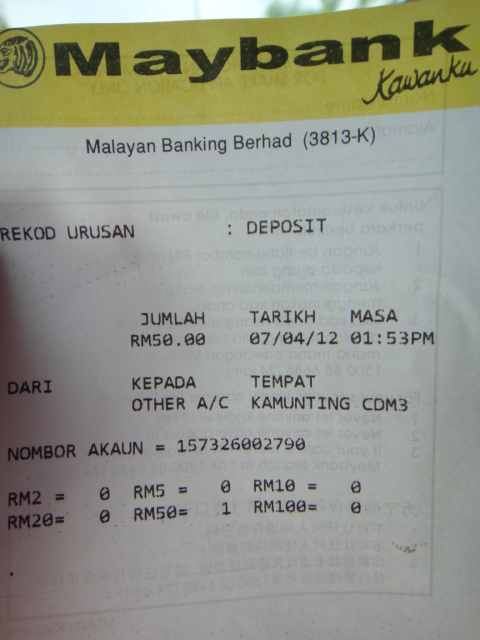 Maybank
Kawanku
Malayan Banking Berhad (3813-K)
REKOD URUSAN : DEPOSIT
JUMLAH TARIKH MASA
RM50.00 07/04/12 01:53PM
DARI KEPADA TEMPAT
OTHER A/C KAMUNTING CDM3
NOMBOR AKAUN = 157326002790
RM2 = 0 RM5 = 0 RM10 = 0
RM20= 0 RM50= 1 RM100= 0